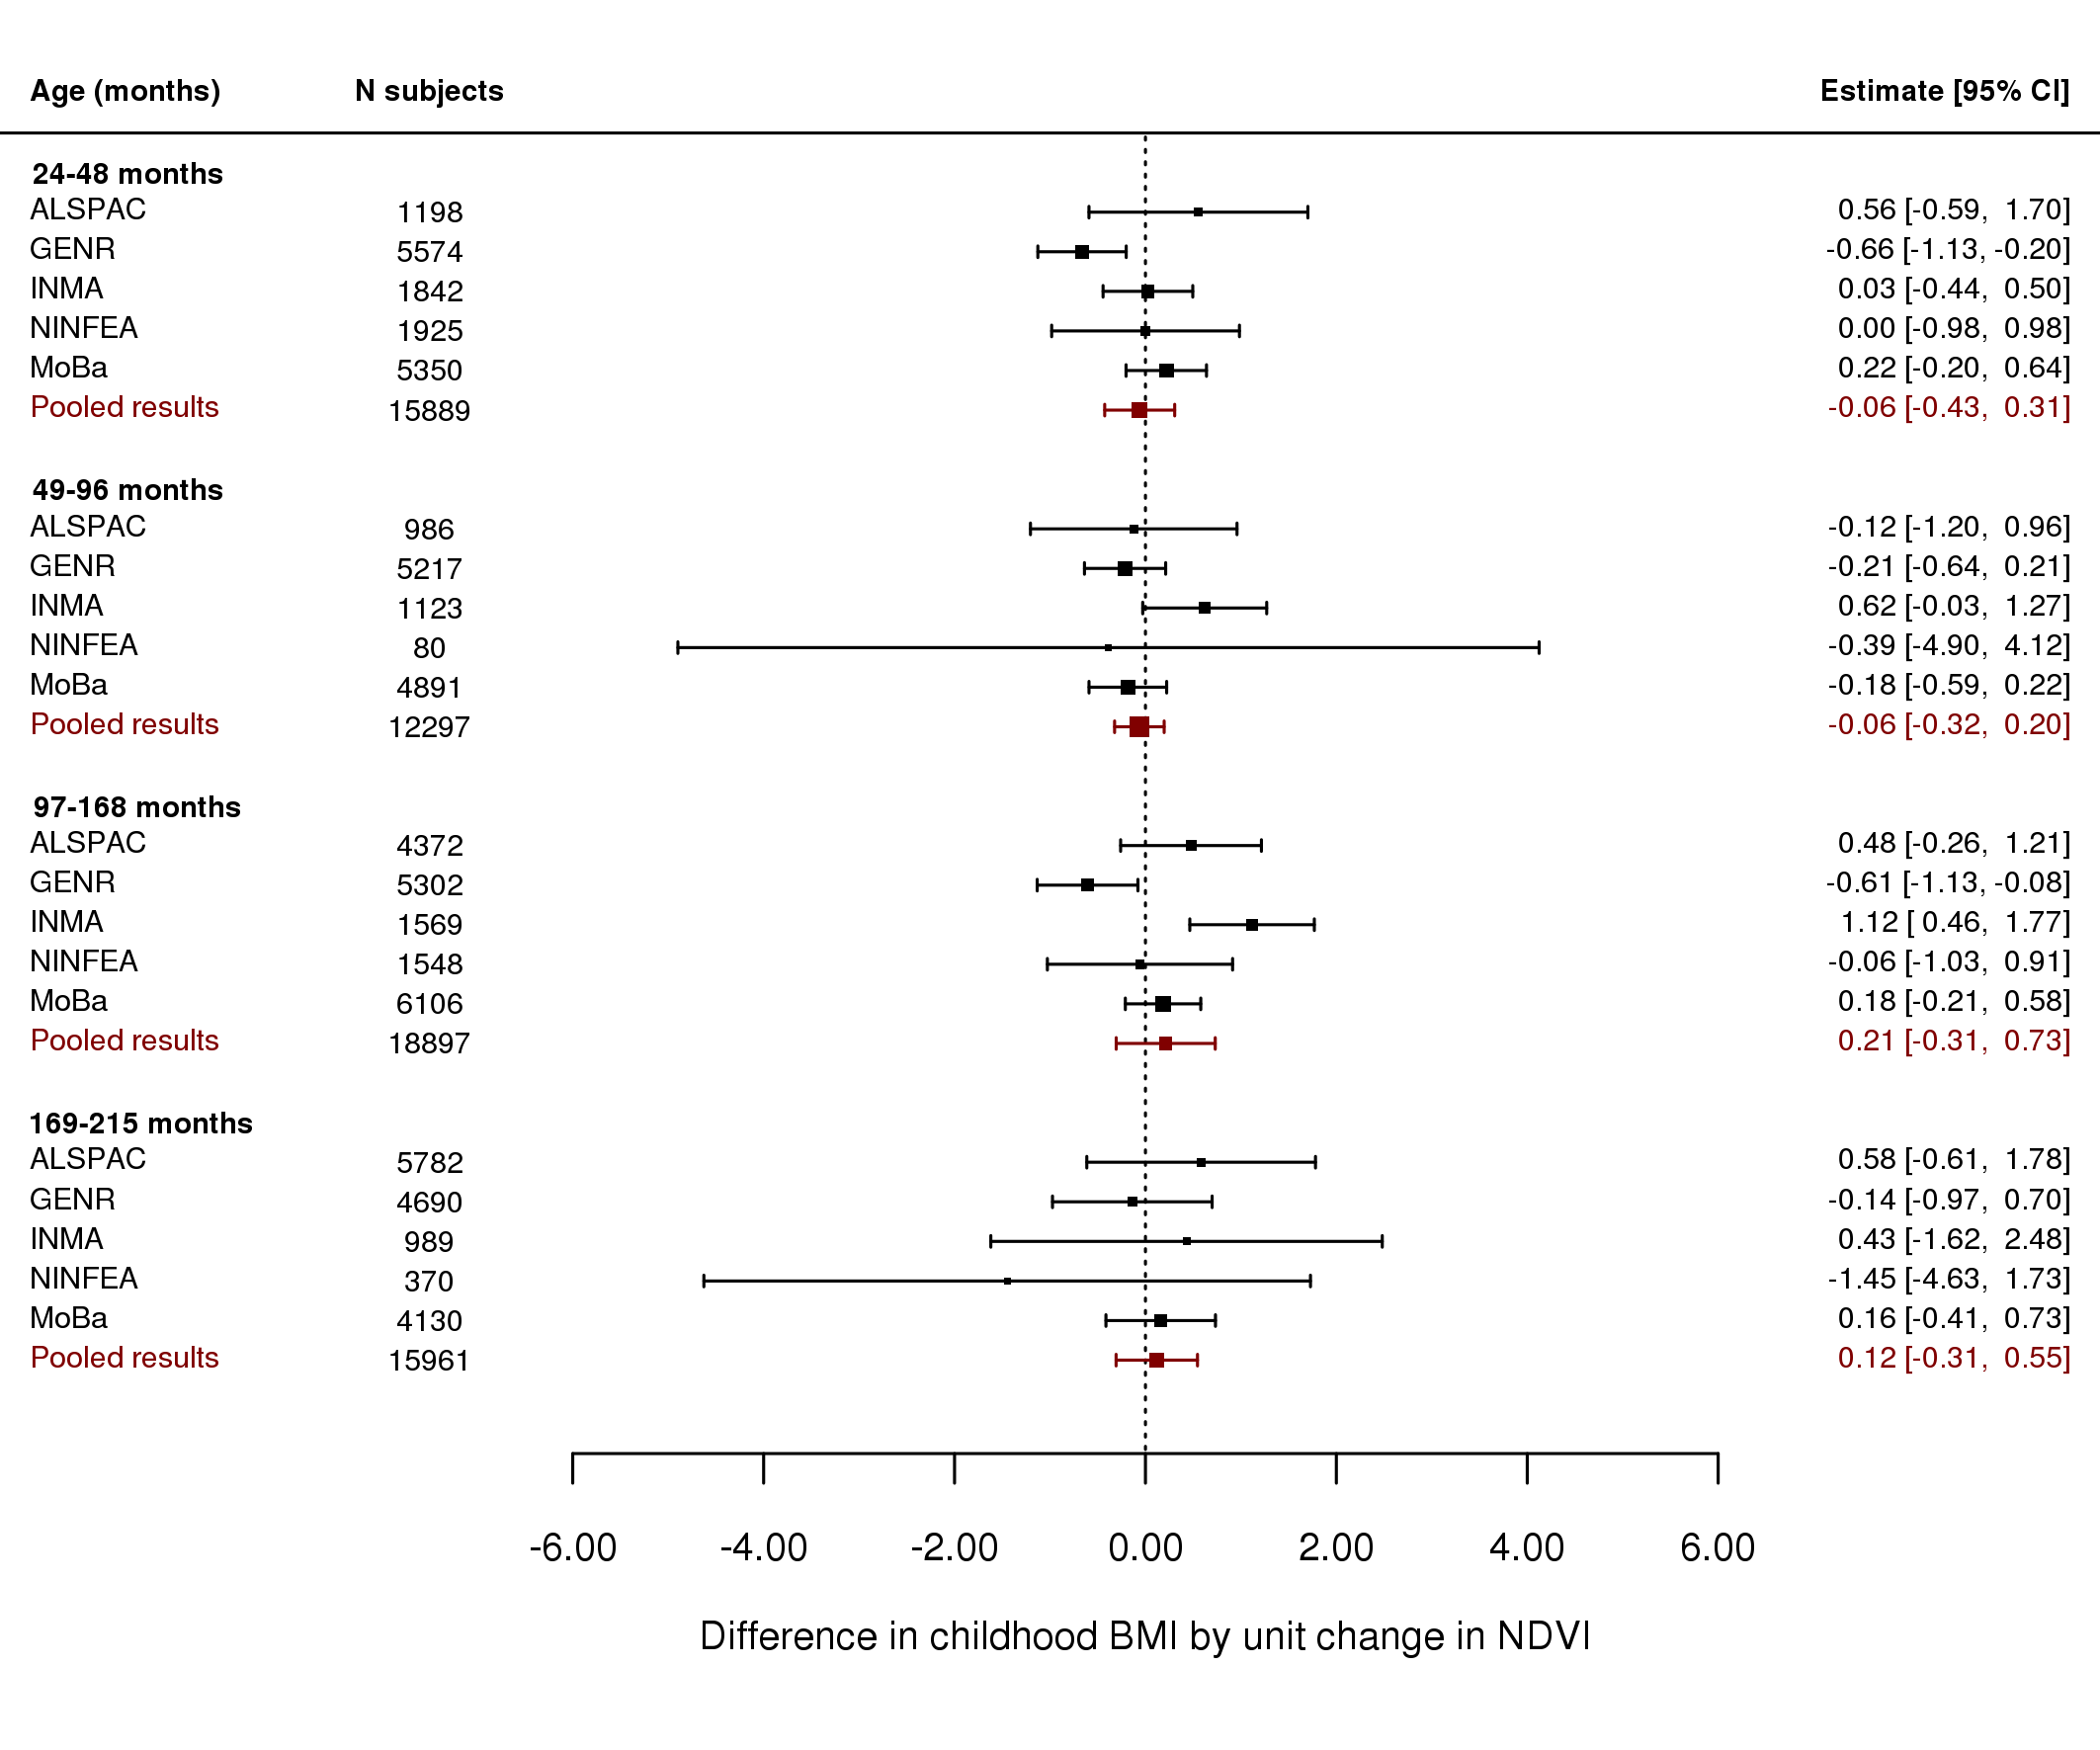 Age (months) N subjects Estimate [95% CI]
24-48 months
ALSPAC 1198 0.56 [-0.59, 1.70]
GENR 5574 -0.66 [-1.13, -0.20]
INMA 1842 0.03 [-0.44, 0.50]
NINFEA 1925 0.00 [-0.98, 0.98]
MoBa 5350 0.22 [-0.20, 0.64]
Pooled results 15889 -0.06 [-0.43, 0.31]
49-96 months
ALSPAC 986 -0.12 [-1.20, 0.96]
GENR 5217 -0.21 [-0.64, 0.21]
INMA 1123 0.62 [-0.03, 1.27]
NINFEA 80 -0.39 [-4.90, 4.12]
MoBa 4891 -0.18 [-0.59, 0.22]
Pooled results 12297 -0.06 [-0.32, 0.20]
97-168 months
ALSPAC 4372 0.48 [-0.26, 1.21]
GENR 5302 -0.61 [-1.13, -0.08]
INMA 1569 1.12 [ 0.46, 1.77]
NINFEA 1548 -0.06 [-1.03, 0.91]
MoBa 6106 0.18 [-0.21, 0.58]
Pooled results 18897 0.21 [-0.31, 0.73]
169-215 months
ALSPAC 5782 0.58 [-0.61, 1.78]
GENR 4690 -0.14 [-0.97, 0.70]
INMA 989 0.43 [-1.62, 2.48]
NINFEA 370 -1.45 [-4.63, 1.73]
MoBa 4130 0.16 [-0.41, 0.73]
Pooled results 15961 0.12 [-0.31, 0.55]
-6.00 -4.00 -2.00 0.00 2.00 4.00 6.00
Difference in childhood BMI by unit change in NDVI